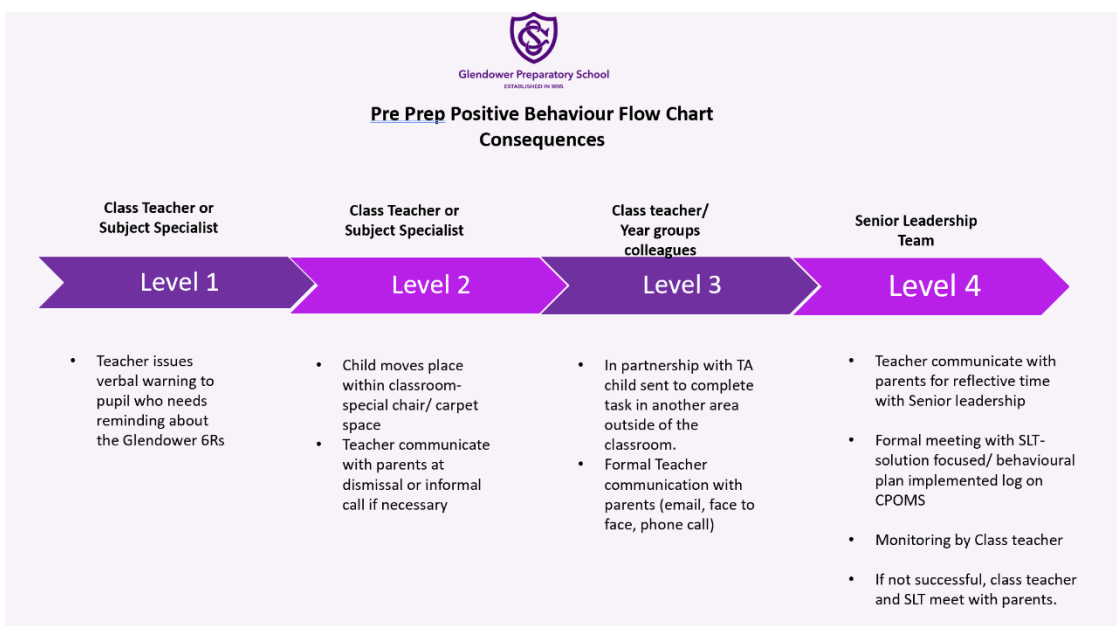 Glendower Preparatory School
ESTABLISHED IN 1895
Pre Prep Positive Behaviour Flow Chart
Consequences
Class Teacher or
Subject Specialist
Level 1
• Teacher issues
verbal warning to
pupil who needs
reminding about
the Glendower 6Rs
Class Teacher or
Subject Specialist
Level 2
• Child moves place
within classroom-
special chair/ carpet
space
• Teacher communicate
with parents at
dismissal or informal
call if necessary
Class teacher/
Year groups
colleagues
Level 3
• In partnership with TA
child sent to complete
task in another area
outside of the
classroom.
• Formal Teacher
communication with
parents (email, face to
face, phone call)
Senior Leadership
Team
Level 4
• Teacher communicate with
parents for reflective time
with Senior leadership
• Formal meeting with SLT-
solution focused/ behavioural
plan implemented log on
CPOMS
• Monitoring by Class teacher
• If not successful, class teacher
and SLT meet with parents.